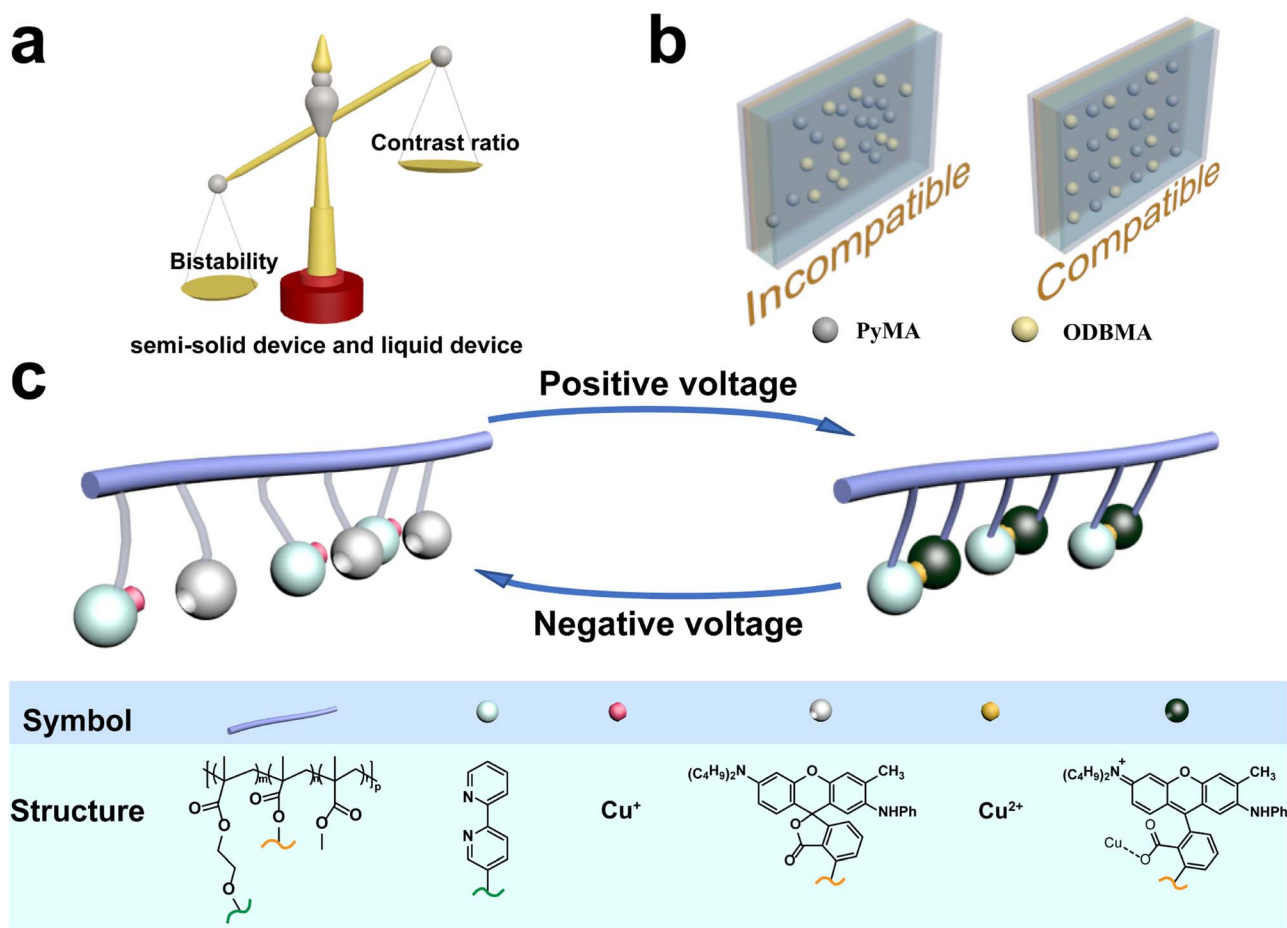 a
Contrast ratio
Bistability
semi-solid device and liquid device
b
Incompatible
Compatible
PyMA
ODBMA
c
Positive voltage
Negative voltage
Symbol
Structure
m
n
r
p
O
O
O
O
O
O
O
N
N
Cu⁺
(C₄H₉)₂N
O
CH₃
NHPh
O
O
Cu²⁺
(C₄H₉)₂N⁺
O
CH₃
NHPh
O
Cu
O